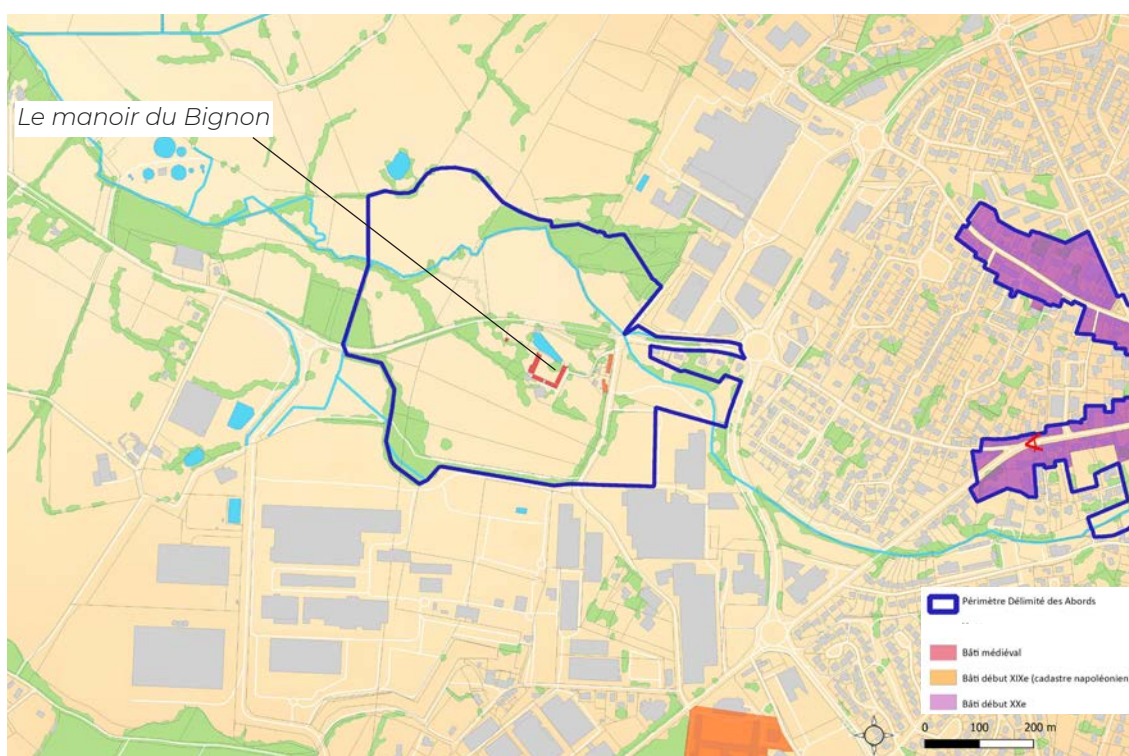 Le manoir du Bignon
A
Périmètre Délimité des Abords
Bâti médiéval
Bâti début XIXe (cadastre napoléonien)
Bâti début XXe
0 100 200 m